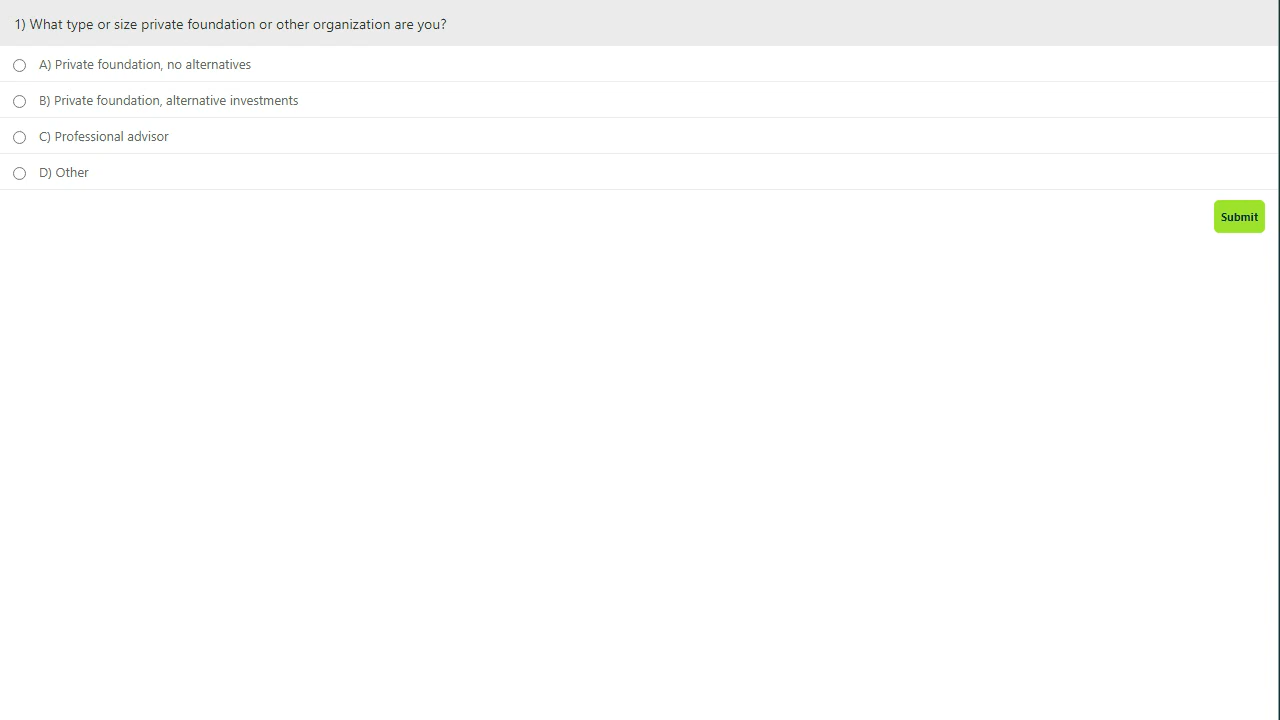 1) What type or size private foundation or other organization are you?
A) Private foundation, no alternatives
B) Private foundation, alternative investments
C) Professional advisor
D) Other
Submit